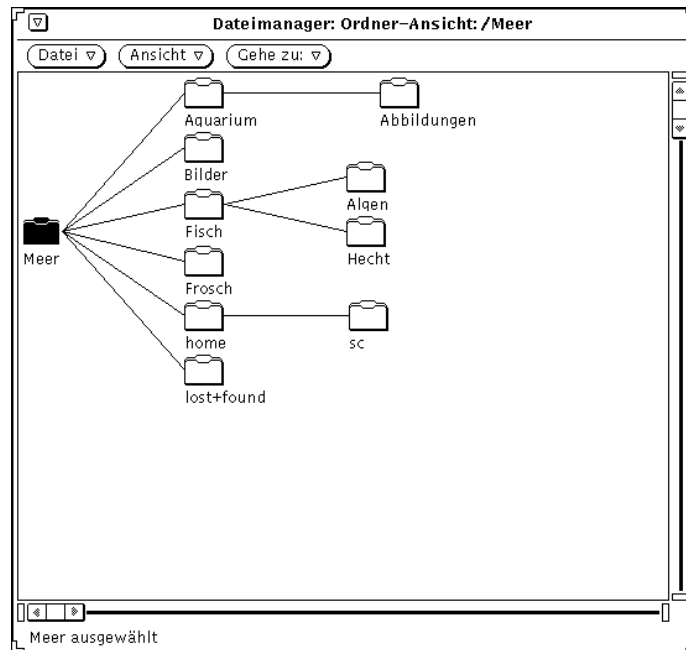 Dateimanager: Ordner-Ansicht: /Meer
Datei Ansicht Gehe zu:
Aquarium Abbildungen
Bilder
Algen
Fisch
Meer Hecht
Frosch
home sc
lost+found
Meer ausgewählt